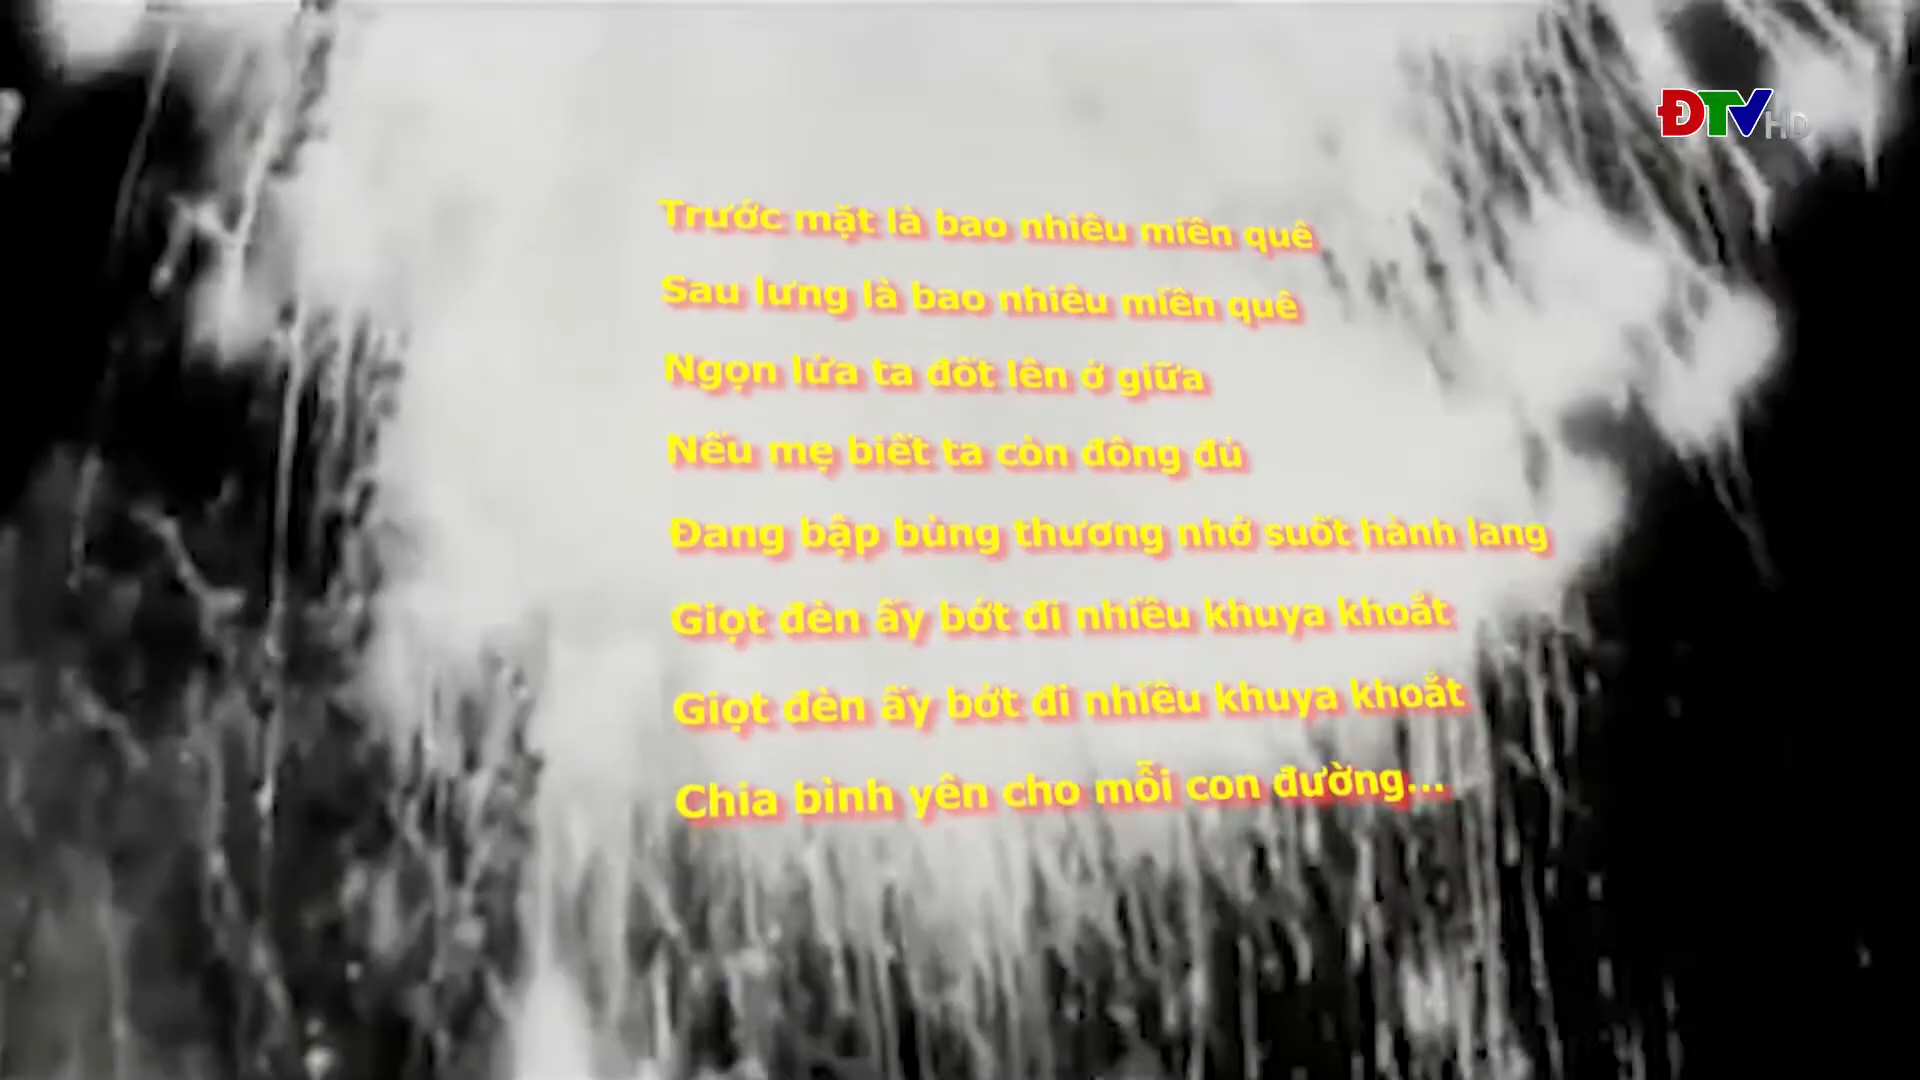 ĐTV HD
Trước mặt là bao nhiêu miền quê
Sau lưng là bao nhiêu miền quê
Ngọn lửa ta đốt lên ở giữa
Nếu mẹ biết ta còn đông đủ
Đang bập bùng thương nhớ suốt hành lang
Giọt đèn ấy bớt đi nhiều khuya khoắt
Giọt đèn ấy bớt đi nhiều khuya khoắt
Chia bình yên cho mỗi con đường...